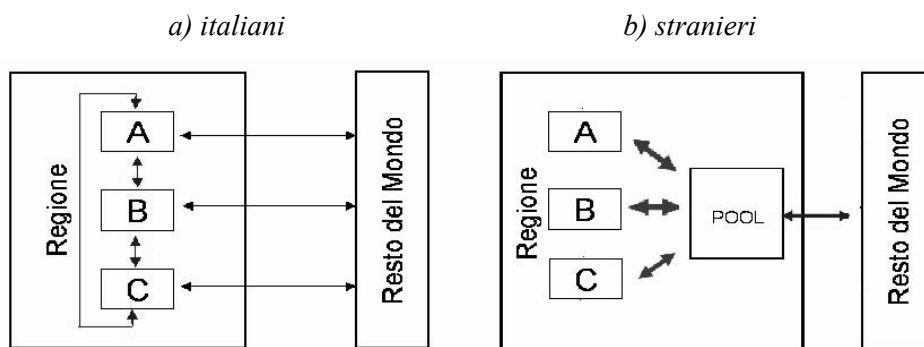 a) italiani
Regione
A
B
C
Resto del Mondo
b) stranieri
Regione
A
B
C
POOL
Resto del Mondo